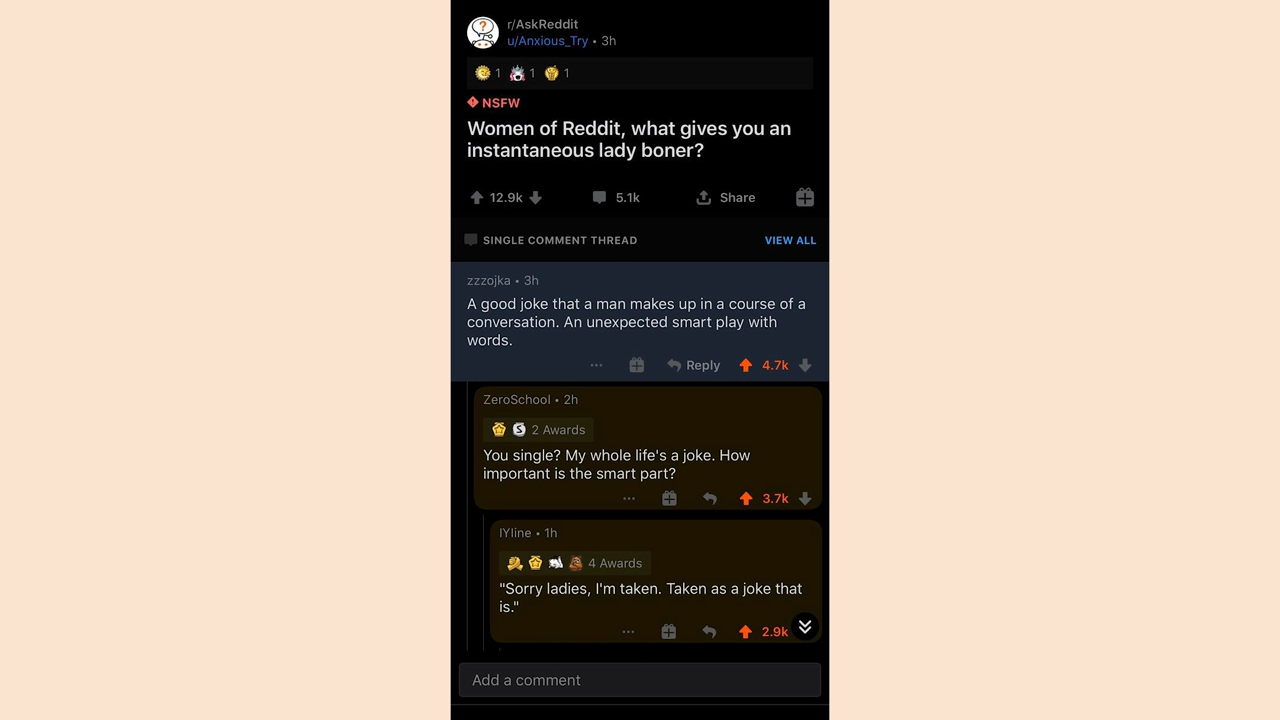 r/AskReddit
u/Anxious_Try • 3h
1 1 1
NSFW
Women of Reddit, what gives you an
instantaneous lady boner?
12.9k 5.1k Share
SINGLE COMMENT THREAD VIEW ALL
zzzojka • 3h
A good joke that a man makes up in a course of a
conversation. An unexpected smart play with
words.
Reply 4.7k
ZeroSchool • 2h
2 Awards
You single? My whole life's a joke. How
important is the smart part?
3.7k
lYline • 1h
4 Awards
"Sorry ladies, I'm taken. Taken as a joke that
is."
2.9k
Add a comment